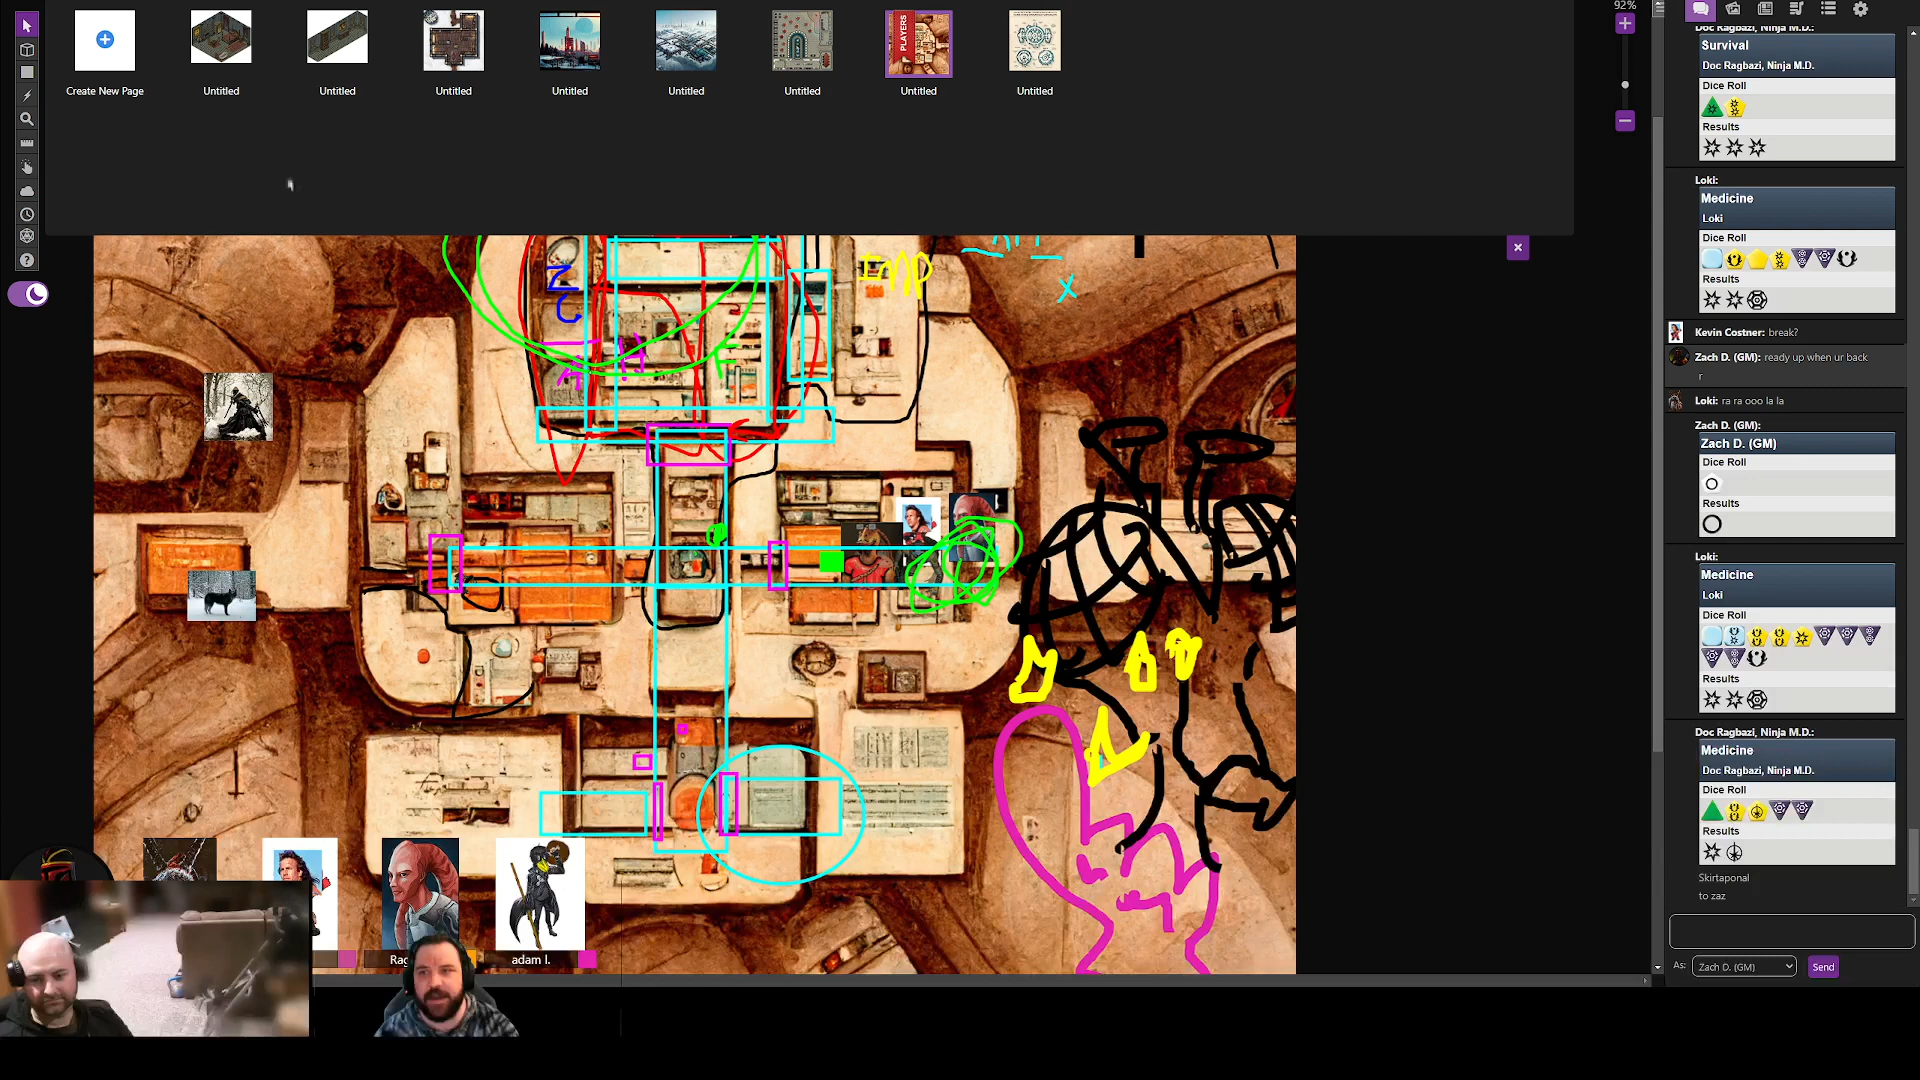 92%
Create New Page
Untitled
Untitled
Untitled
Untitled
Untitled
Untitled
PLAYERS
Untitled
Untitled
Z
C
IMP
X
A
H
F
adam l.
Doc Ragbazi, Ninja M.D.:
Survival
Doc Ragbazi, Ninja M.D.
Dice Roll
Results
Loki:
Medicine
Loki
Dice Roll
Results
Kevin Costner: break?
Zach D. (GM): ready up when ur back
r
Loki: ra ra ooo la la
Zach D. (GM):
Zach D. (GM)
Dice Roll
Results
Loki:
Medicine
Loki
Dice Roll
Results
Doc Ragbazi, Ninja M.D.:
Medicine
Doc Ragbazi, Ninja M.D.
Dice Roll
Results
Skirtaponal
to zaz
As:
Zach D. (GM)
Send